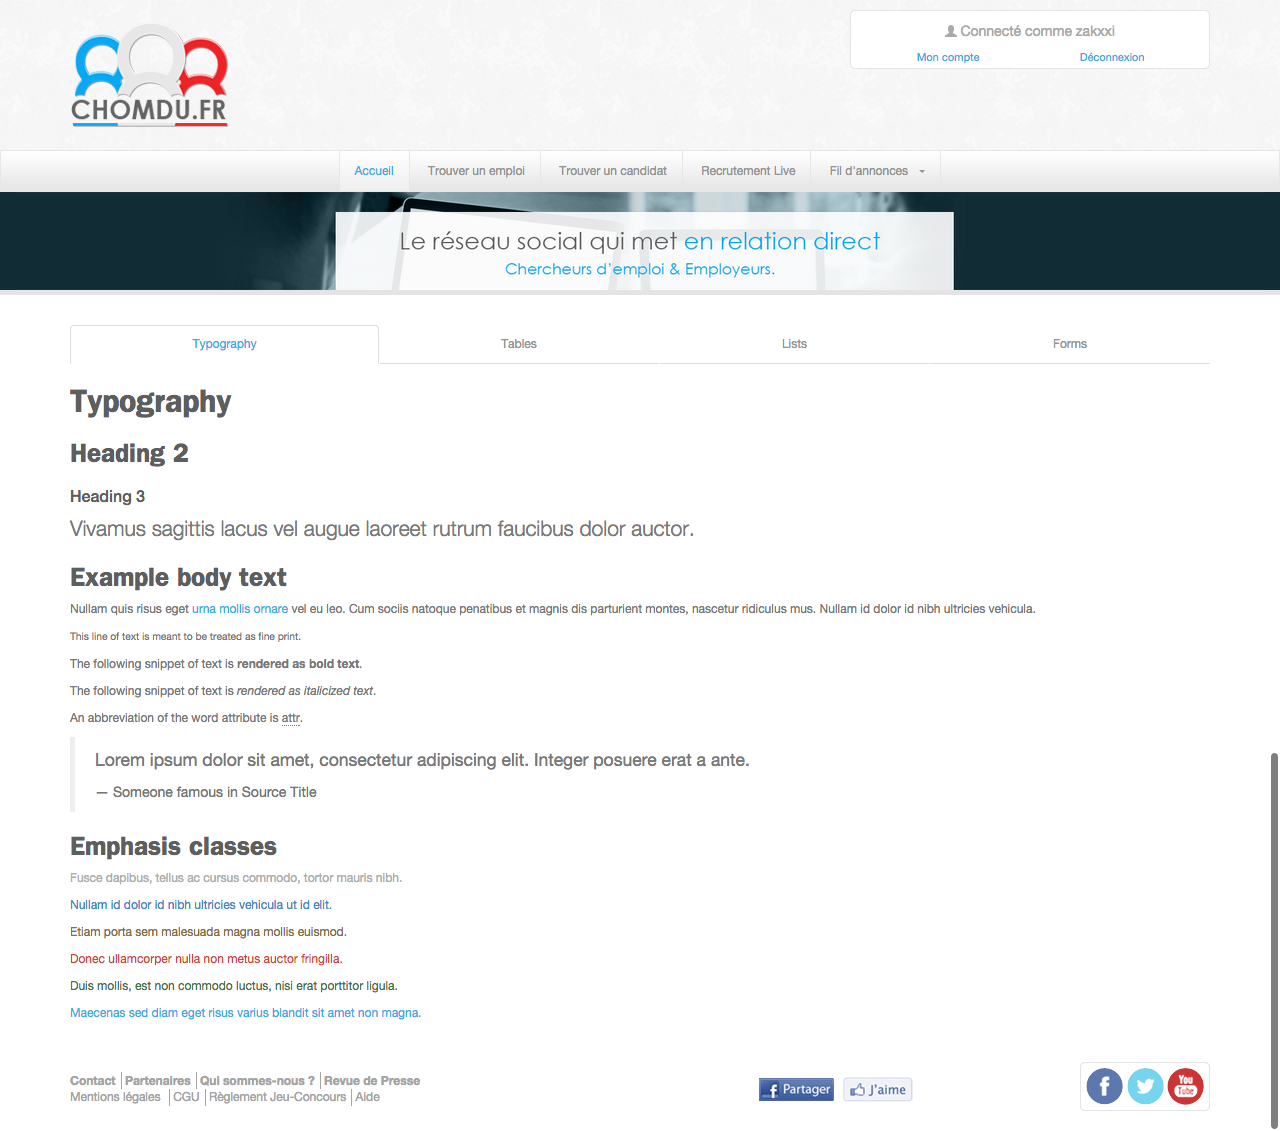 CHOMDU.FR
Connecté comme zakxxi
Mon compte Déconnexion
Accueil Trouver un emploi Trouver un candidat Recrutement Live Fil d'annonces
Le réseau social qui met en relation direct
Chercheurs d'emploi & Employeurs.
Typography Tables Lists Forms
Typography
Heading 2
Heading 3
Vivamus sagittis lacus vel augue laoreet rutrum faucibus dolor auctor.
Example body text
Nullam quis risus eget urna mollis ornare vel eu leo. Cum sociis natoque penatibus et magnis dis parturient montes, nascetur ridiculus mus. Nullam id dolor id nibh ultricies vehicula.
This line of text is meant to be treated as fine print.
The following snippet of text is rendered as bold text.
The following snippet of text is rendered as italicized text.
An abbreviation of the word attribute is attr.
Lorem ipsum dolor sit amet, consectetur adipiscing elit. Integer posuere erat a ante.
— Someone famous in Source Title
Emphasis classes
Fusce dapibus, tellus ac cursus commodo, tortor mauris nibh.
Nullam id dolor id nibh ultricies vehicula ut id elit.
Etiam porta sem malesuada magna mollis euismod.
Donec ullamcorper nulla non metus auctor fringilla.
Duis mollis, est non commodo luctus, nisi erat porttitor ligula.
Maecenas sed diam eget risus varius blandit sit amet non magna.
Contact Partenaires Qui sommes-nous ? Revue de Presse
Mentions légales CGU Règlement Jeu-Concours Aide
f Partager J'aime
f You Tube